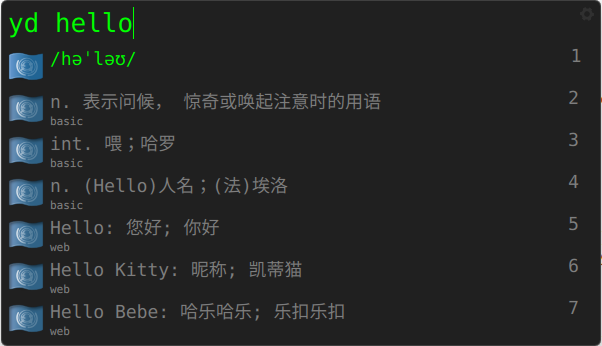 yd hello
/həˈləʊ/ 1
n. 表示问候， 惊奇或唤起注意时的用语 2
basic
int. 喂；哈罗 3
basic
n. (Hello)人名；(法)埃洛 4
basic
Hello: 您好; 你好 5
web
Hello Kitty: 昵称; 凯蒂猫 6
web
Hello Bebe: 哈乐哈乐; 乐扣乐扣 7
web